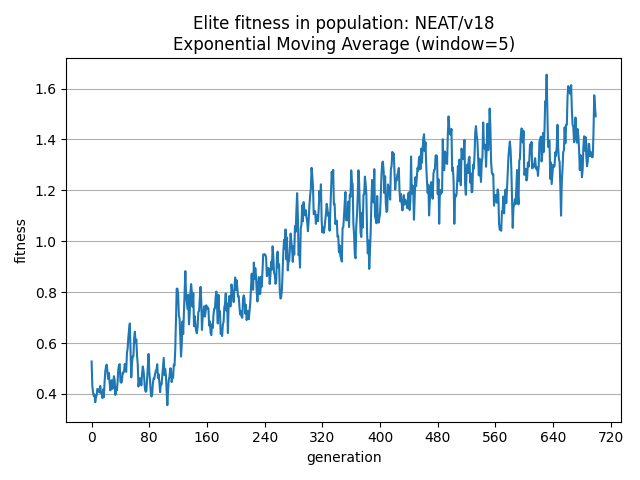 Elite fitness in population: NEAT/v18
Exponential Moving Average (window=5)
fitness
1.6
1.4
1.2
1.0
0.8
0.6
0.4
0 80 160 240 320 400 480 560 640 720
generation